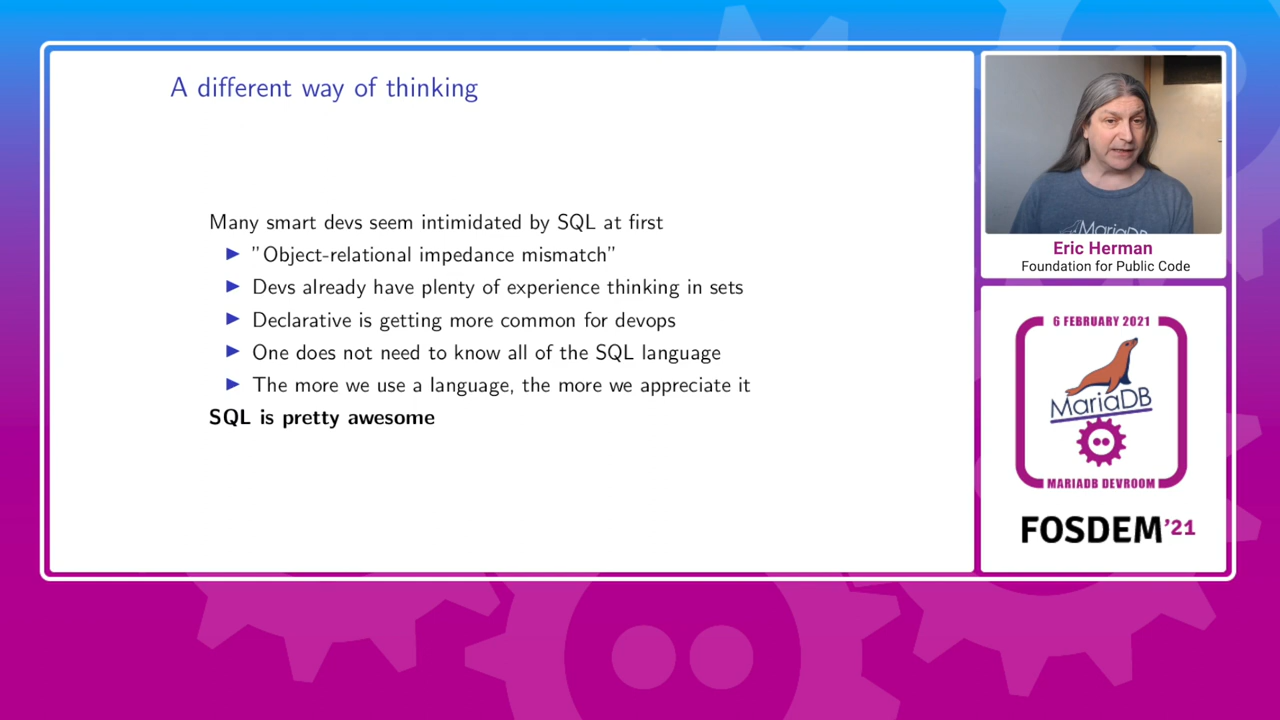 A different way of thinking
Many smart devs seem intimidated by SQL at first
▶ "Object-relational impedance mismatch"
▶ Devs already have plenty of experience thinking in sets
▶ Declarative is getting more common for devops
▶ One does not need to know all of the SQL language
▶ The more we use a language, the more we appreciate it
SQL is pretty awesome
MariaDB
Eric Herman
Foundation for Public Code
6 FEBRUARY 2021
MariaDB
MARIADB DEVROOM
FOSDEM'21